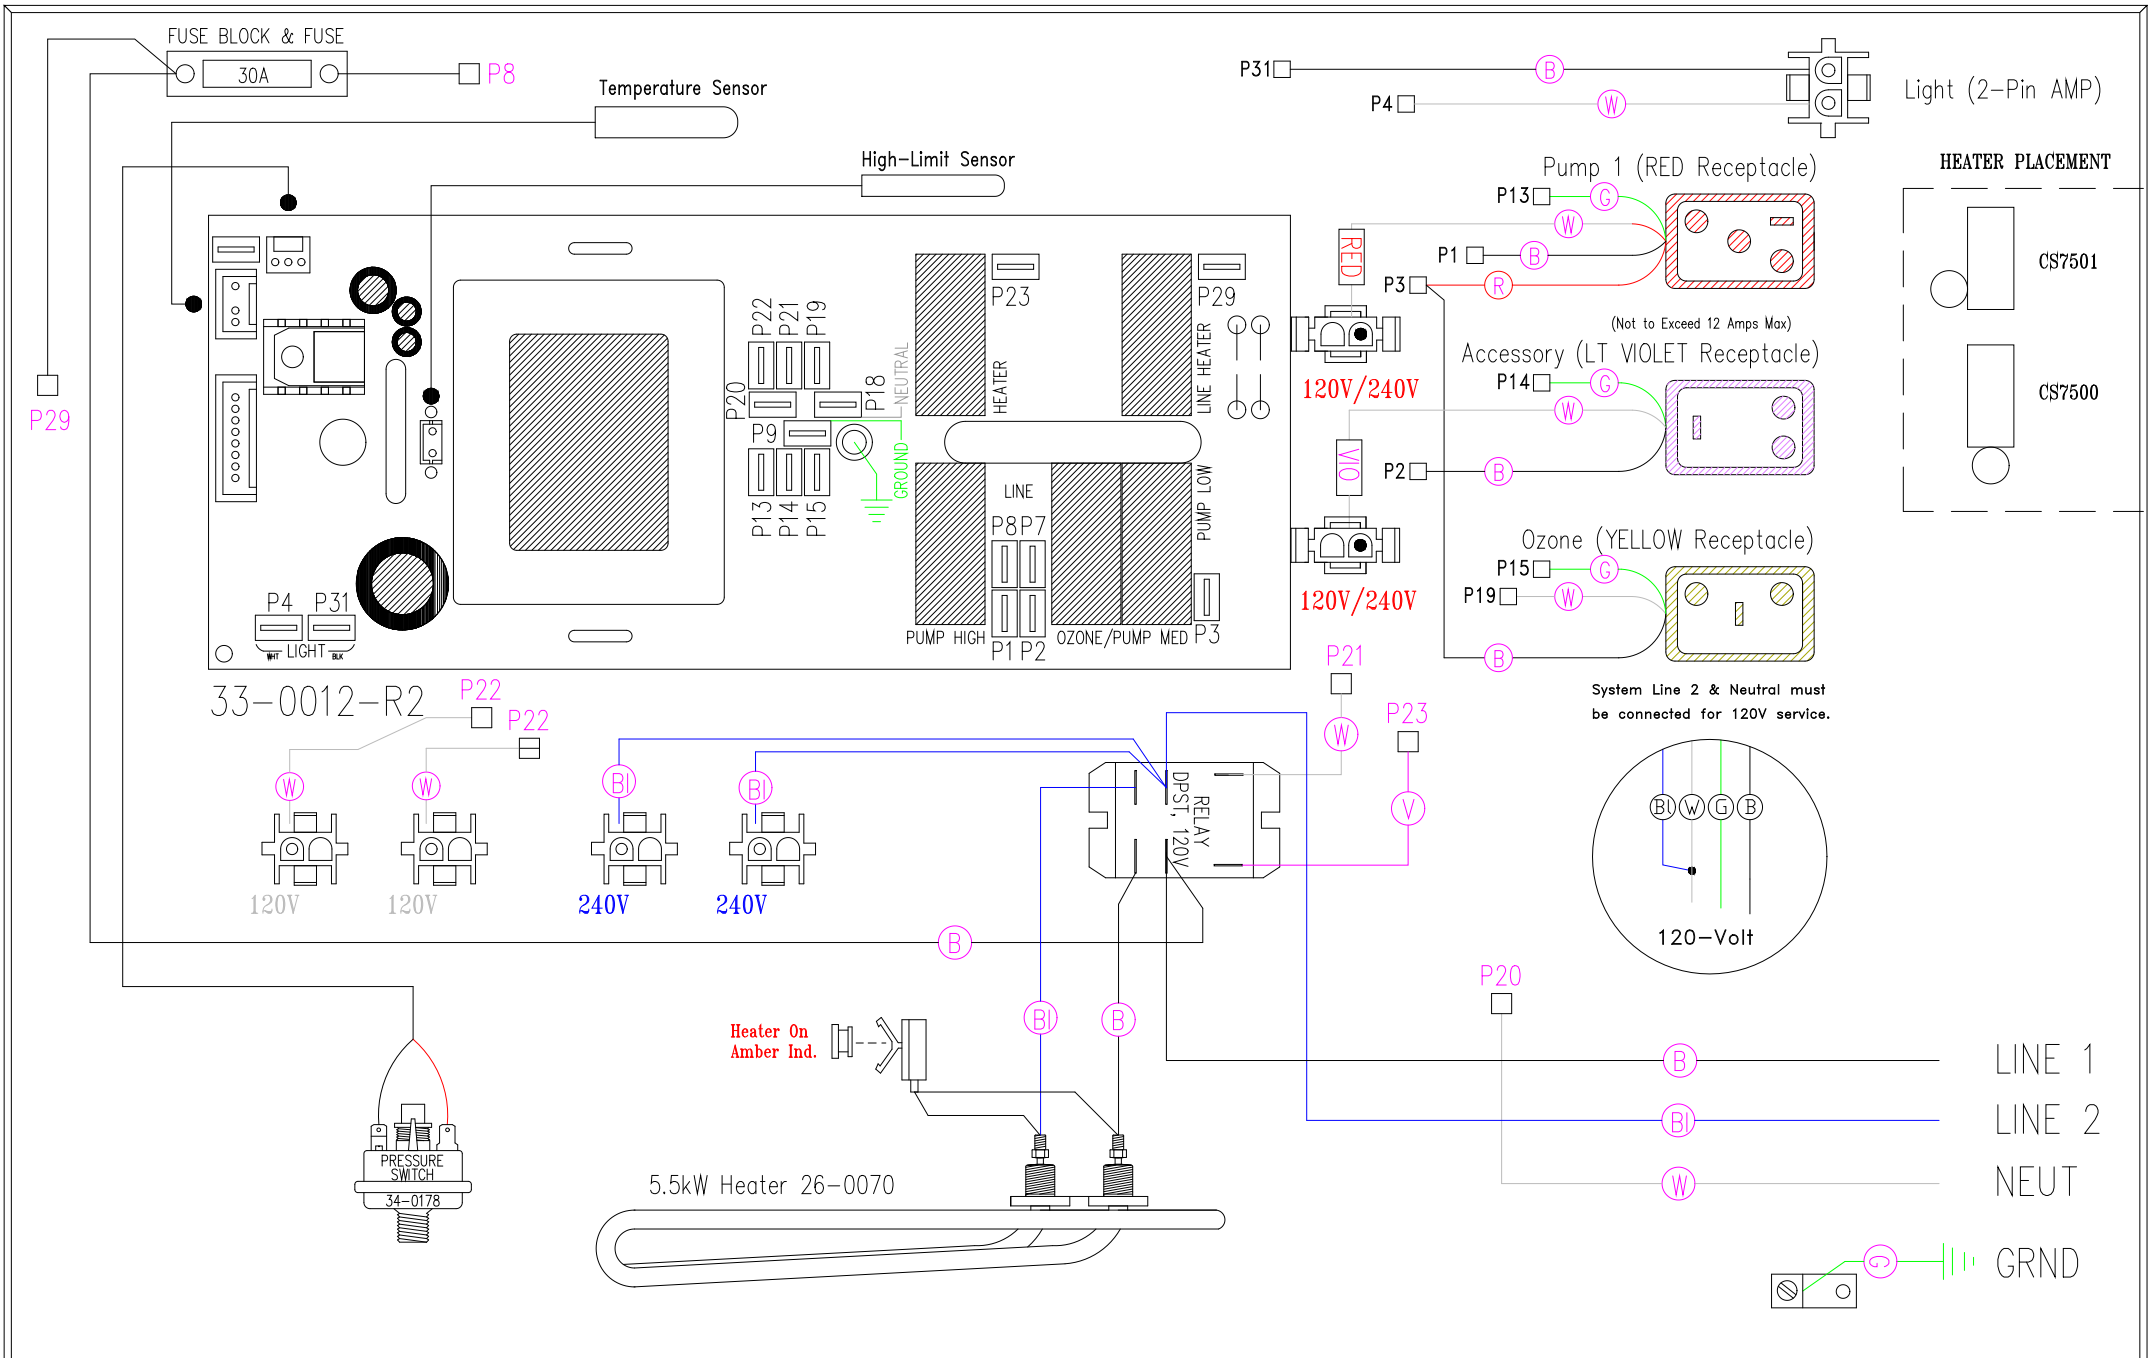 FUSE BLOCK & FUSE
30A
P8
Temperature Sensor
High-Limit Sensor
P29
P31
B
P4
W
Light (2-Pin AMP)
HEATER PLACEMENT
CS7501
CS7500
Pump 1 (RED Receptacle)
P13
G
W
P1
B
P3
R
RED
120V/240V
(Not to Exceed 12 Amps Max)
Accessory (LT VIOLET Receptacle)
P14
G
W
P2
B
VIO
120V/240V
Ozone (YELLOW Receptacle)
P15
G
P19
W
B
P23
P29
HEATER
LINE HEATER
P22
P21
P19
P20
P18
P9
NEUTRAL
GROUND
P13
P14
P15
LINE
P8
P7
P1
P2
PUMP LOW
P3
PUMP HIGH
OZONE/PUMP MED
P4
P31
WHT
LIGHT
BLK
33-0012-R2
P22
P22
W
W
Bl
Bl
120V
120V
240V
240V
P21
W
P23
V
RELAY
DPST, 120V
System Line 2 & Neutral must
be connected for 120V service.
Bl
W
G
B
120-Volt
B
Bl
B
Heater On
Amber Ind.
P20
B
LINE 1
Bl
LINE 2
W
NEUT
G
GRND
PRESSURE
SWITCH
34-0178
5.5kW Heater 26-0070